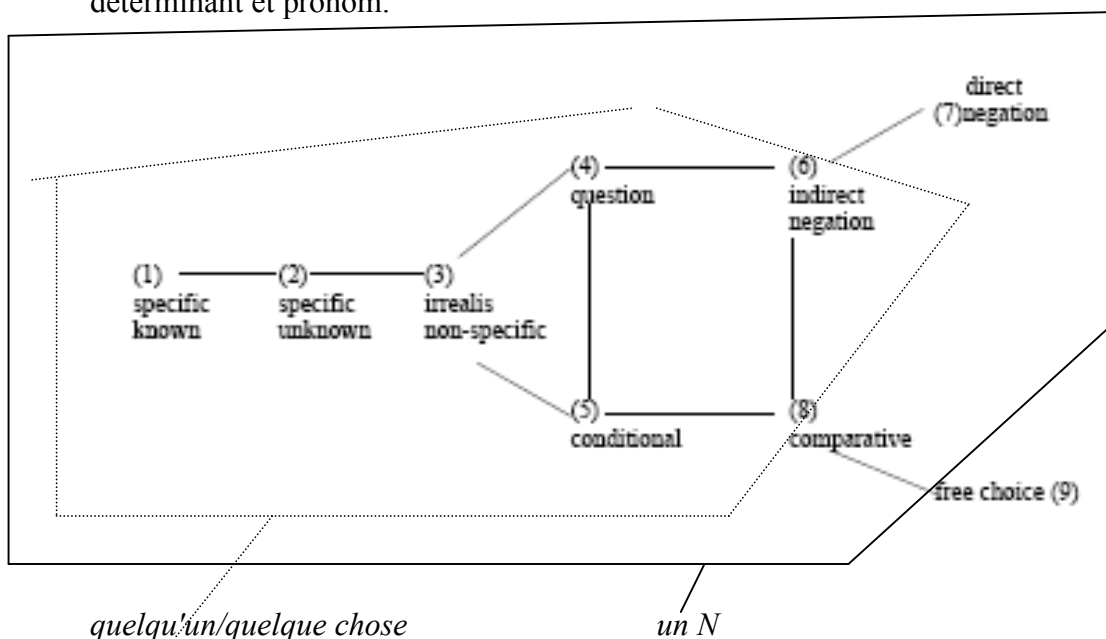 déterminant et pronom.
direct
(7)negation
(4)
question
(6)
indirect
negation
(1)
specific
known
(2)
specific
unknown
(3)
irrealis
non-specific
(5)
conditional
(8)
comparative
free choice (9)
quelqu'un/quelque chose
un N